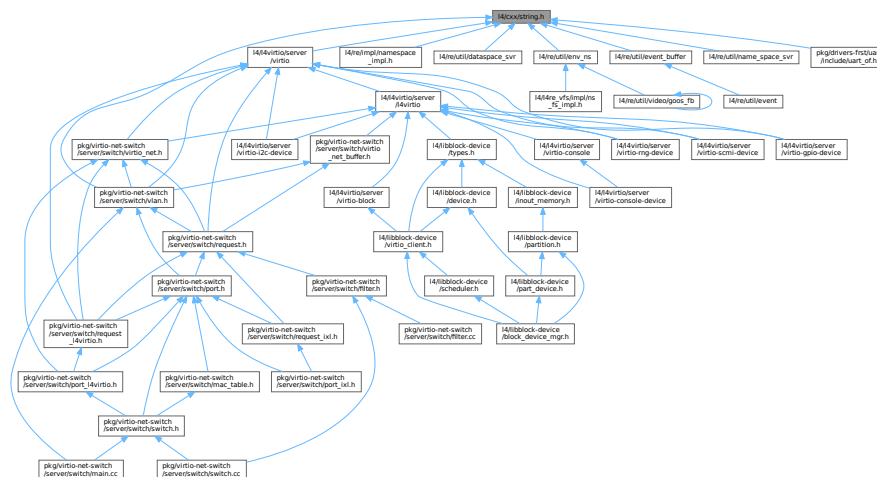 l4/cxx/string.h
l4/l4virtio/server
/virtio
l4/re/impl/namespace
_impl.h
l4/re/util/dataspace_svr
l4/re/util/env_ns
l4/re/util/event_buffer
l4/re/util/name_space_svr
pkg/drivers-frst/uar
/include/uart_of.h
l4/l4virtio/server
/l4virtio
l4/l4re_vfs/impl/ns
_fs_impl.h
l4/re/util/video/goos_fb
l4/re/util/event
pkg/virtio-net-switch
/server/switch/virtio_net.h
l4/l4virtio/server
/virtio-i2c-device
pkg/virtio-net-switch
/server/switch/virtio
_net_buffer.h
l4/libblock-device
/types.h
l4/l4virtio/server
/virtio-console
l4/l4virtio/server
/virtio-rng-device
l4/l4virtio/server
/virtio-scmi-device
l4/l4virtio/server
/virtio-gpio-device
pkg/virtio-net-switch
/server/switch/vlan.h
l4/l4virtio/server
/virtio-block
l4/libblock-device
/device.h
l4/libblock-device
/inout_memory.h
l4/l4virtio/server
/virtio-console-device
pkg/virtio-net-switch
/server/switch/request.h
l4/libblock-device
/virtio_client.h
l4/libblock-device
/partition.h
pkg/virtio-net-switch
/server/switch/port.h
pkg/virtio-net-switch
/server/switch/filter.h
l4/libblock-device
/scheduler.h
l4/libblock-device
/part_device.h
pkg/virtio-net-switch
/server/switch/request
_l4virtio.h
pkg/virtio-net-switch
/server/switch/request_ixl.h
pkg/virtio-net-switch
/server/switch/filter.cc
l4/libblock-device
/block_device_mgr.h
pkg/virtio-net-switch
/server/switch/port_l4virtio.h
pkg/virtio-net-switch
/server/switch/mac_table.h
pkg/virtio-net-switch
/server/switch/port_ixl.h
pkg/virtio-net-switch
/server/switch/switch.h
pkg/virtio-net-switch
/server/switch/main.cc
pkg/virtio-net-switch
/server/switch/switch.cc